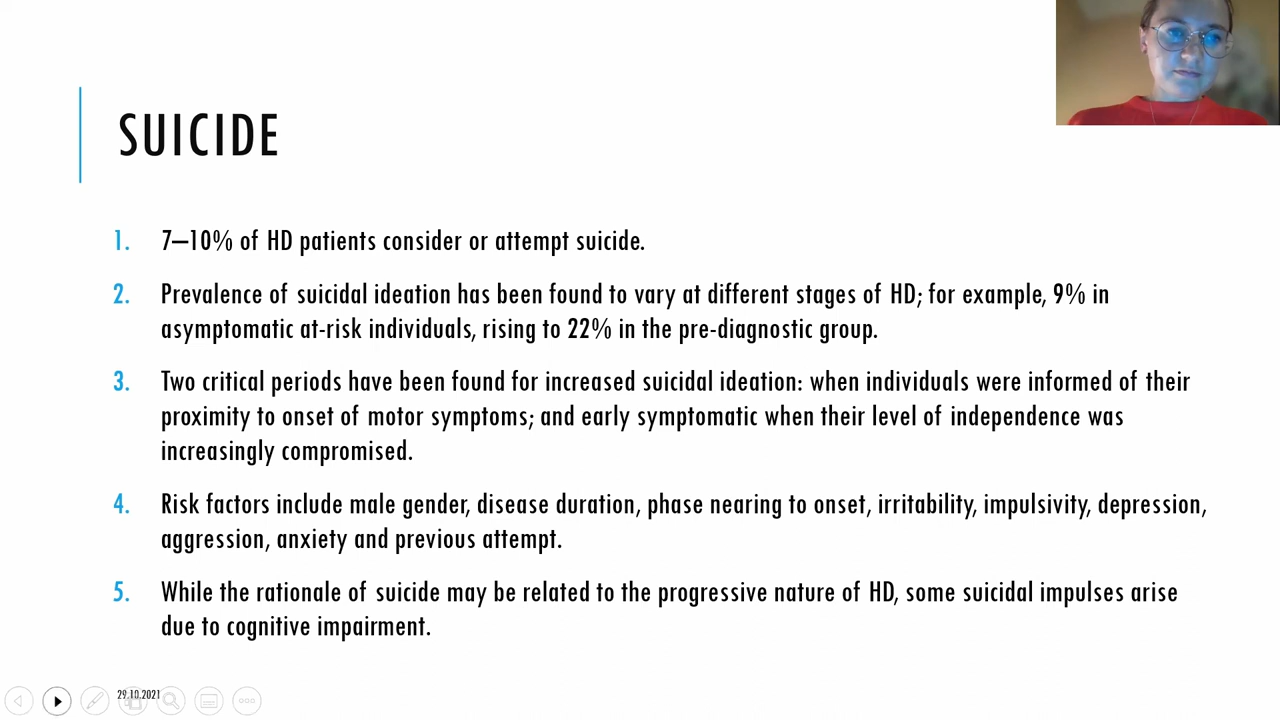 SUICIDE
1. 7–10% of HD patients consider or attempt suicide.
2. Prevalence of suicidal ideation has been found to vary at different stages of HD; for example, 9% in
asymptomatic at-risk individuals, rising to 22% in the pre-diagnostic group.
3. Two critical periods have been found for increased suicidal ideation: when individuals were informed of their
proximity to onset of motor symptoms; and early symptomatic when their level of independence was
increasingly compromised.
4. Risk factors include male gender, disease duration, phase nearing to onset, irritability, impulsivity, depression,
aggression, anxiety and previous attempt.
5. While the rationale of suicide may be related to the progressive nature of HD, some suicidal impulses arise
due to cognitive impairment.
29.10.2021